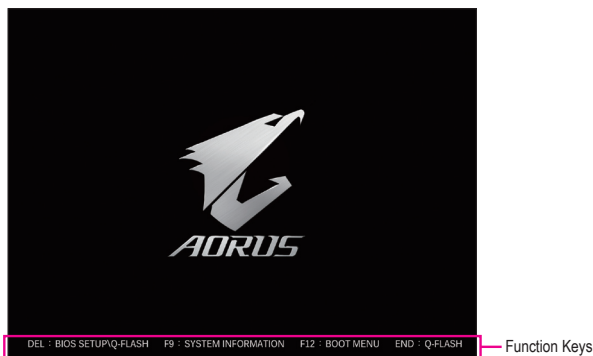 AORUS
DEL : BIOS SETUP\Q-FLASH F9 : SYSTEM INFORMATION F12 : BOOT MENU END : Q-FLASH
Function Keys